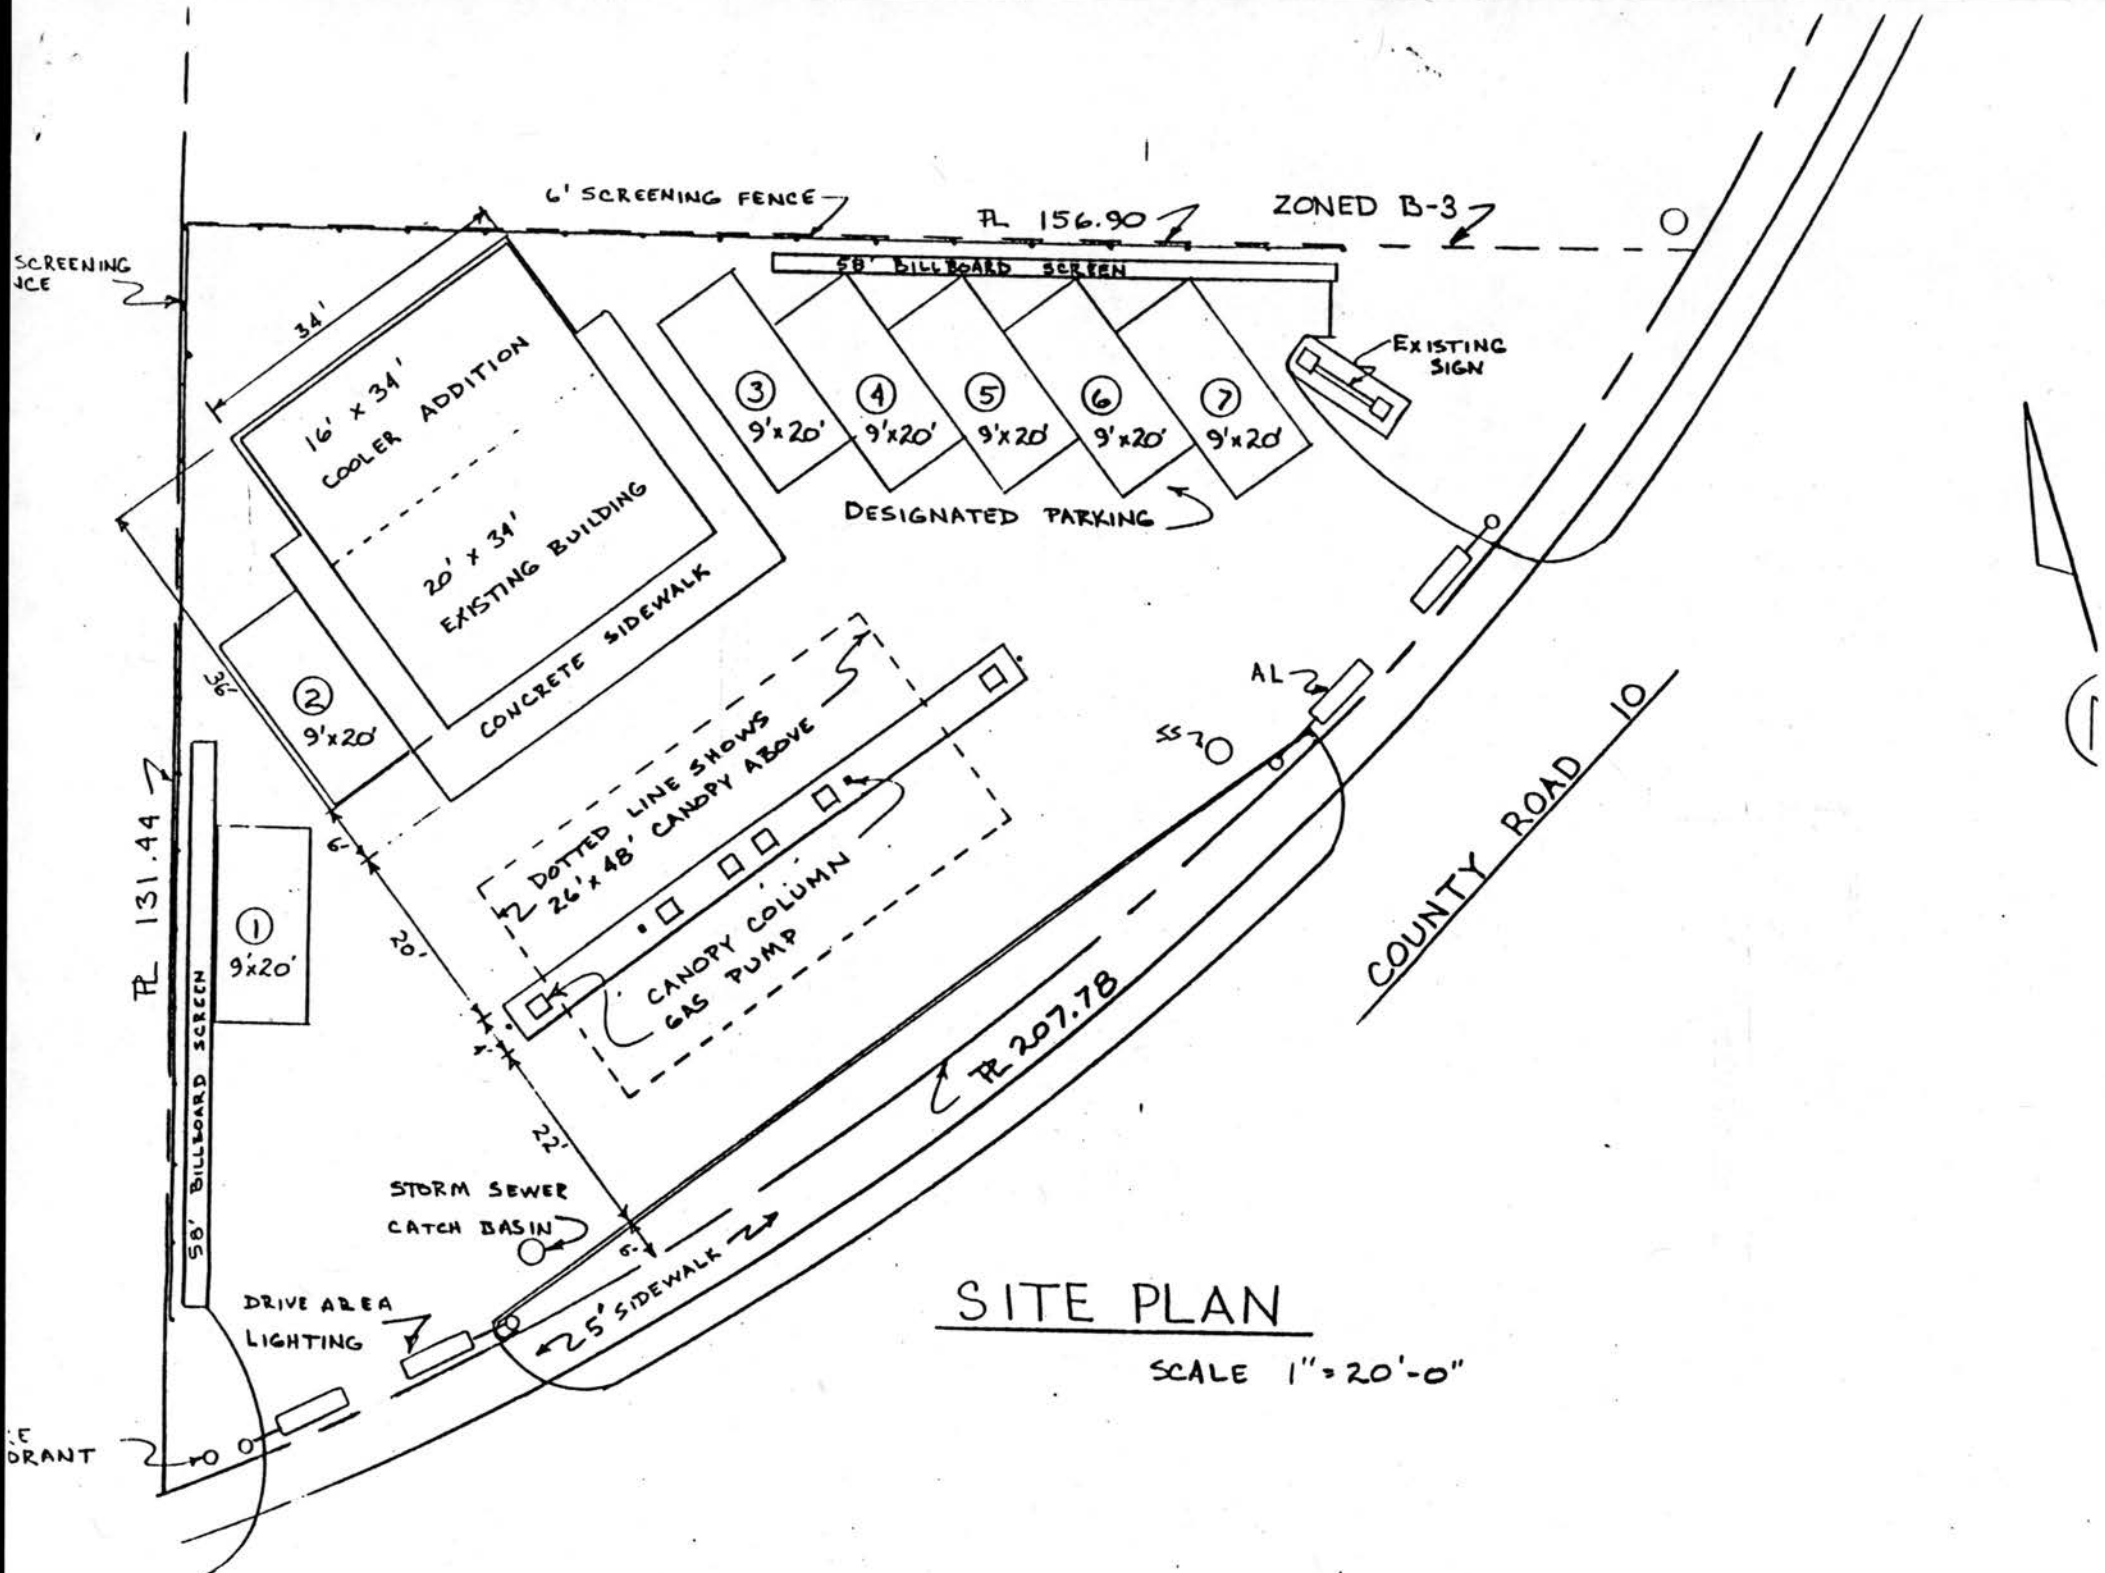 6' SCREENING FENCE
PL 156.90
ZONED B-3
SCREENING
NCE
58' BILLBOARD SCREEN
34'
16' x 34'
COOLER ADDITION
20' x 34'
EXISTING BUILDING
CONCRETE SIDEWALK
EXISTING
SIGN
3
9'x20'
4
9'x20'
5
9'x20'
6
9'x20'
7
9'x20'
DESIGNATED PARKING
36'
2
9'x20'
AL
SS
DOTTED LINE SHOWS
26' x 48' CANOPY ABOVE
CANOPY COLUMN
GAS PUMP
PL 131.44
6'
20'
4'
22'
6'
1
9'x20'
58' BILLBOARD SCREEN
COUNTY ROAD 10
PL 207.78
STORM SEWER
CATCH BASIN
5' SIDEWALK
DRIVE AREA
LIGHTING
SITE PLAN
SCALE 1"=20'-0"
E
DRANT